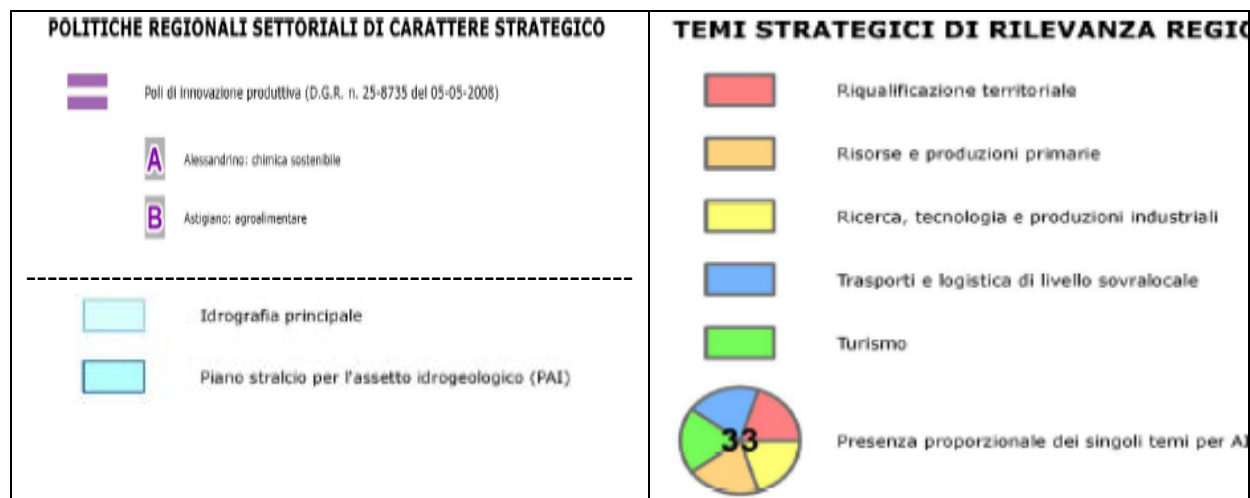 POLITICHE REGIONALI SETTORIALI DI CARATTERE STRATEGICO
Poli di innovazione produttiva (D.G.R. n. 25-8735 del 05-05-2008)
A Alessandrino: chimica sostenibile
B Astigiano: agroalimentare
Idrografia principale
Piano stralcio per l'assetto idrogeologico (PAI)
TEMI STRATEGICI DI RILEVANZA
Riqualificazione territoriale
Risorse e produzioni primarie
Ricerca, tecnologia e produzioni industriali
Trasporti e logistica di livello sovralocale
Turismo
33 Presenza proporzionale dei singoli temi per